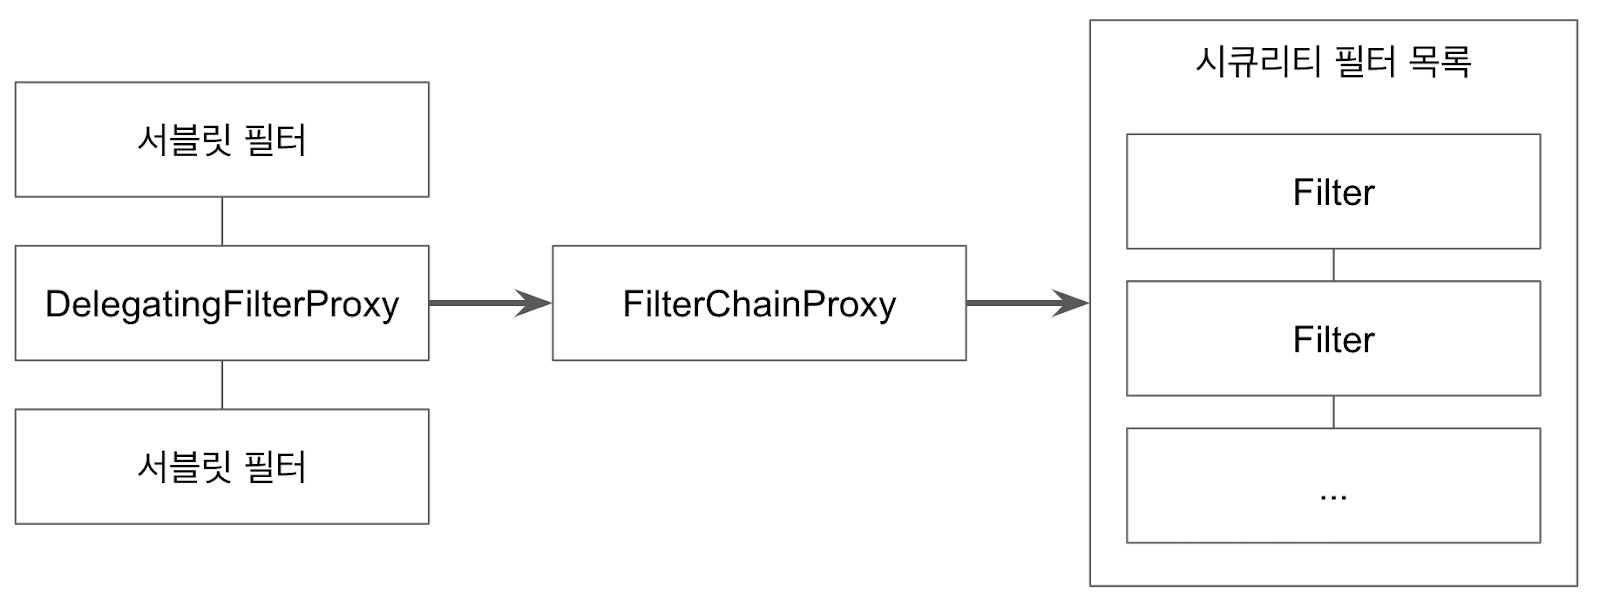 서블릿 필터
DelegatingFilterProxy
서블릿 필터
FilterChainProxy
시큐리티 필터 목록
Filter
Filter
...